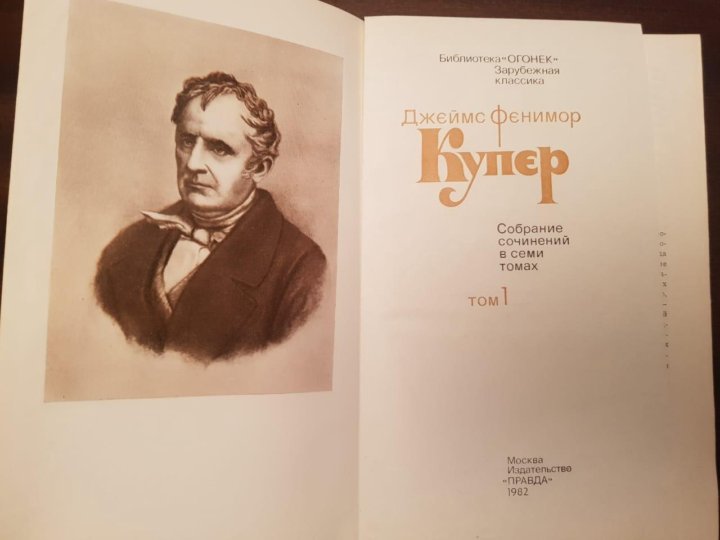 Библиотека «ОГОНЕК»
Зарубежная
классика
Джеймс Фенимор
Купер
Собрание
сочинений
в семи
томах
том 1
Москва
Издательство
«ПРАВДА»
1982